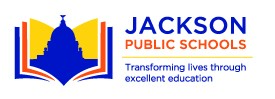 JACKSON
PUBLIC SCHOOLS
Transforming lives through
excellent education